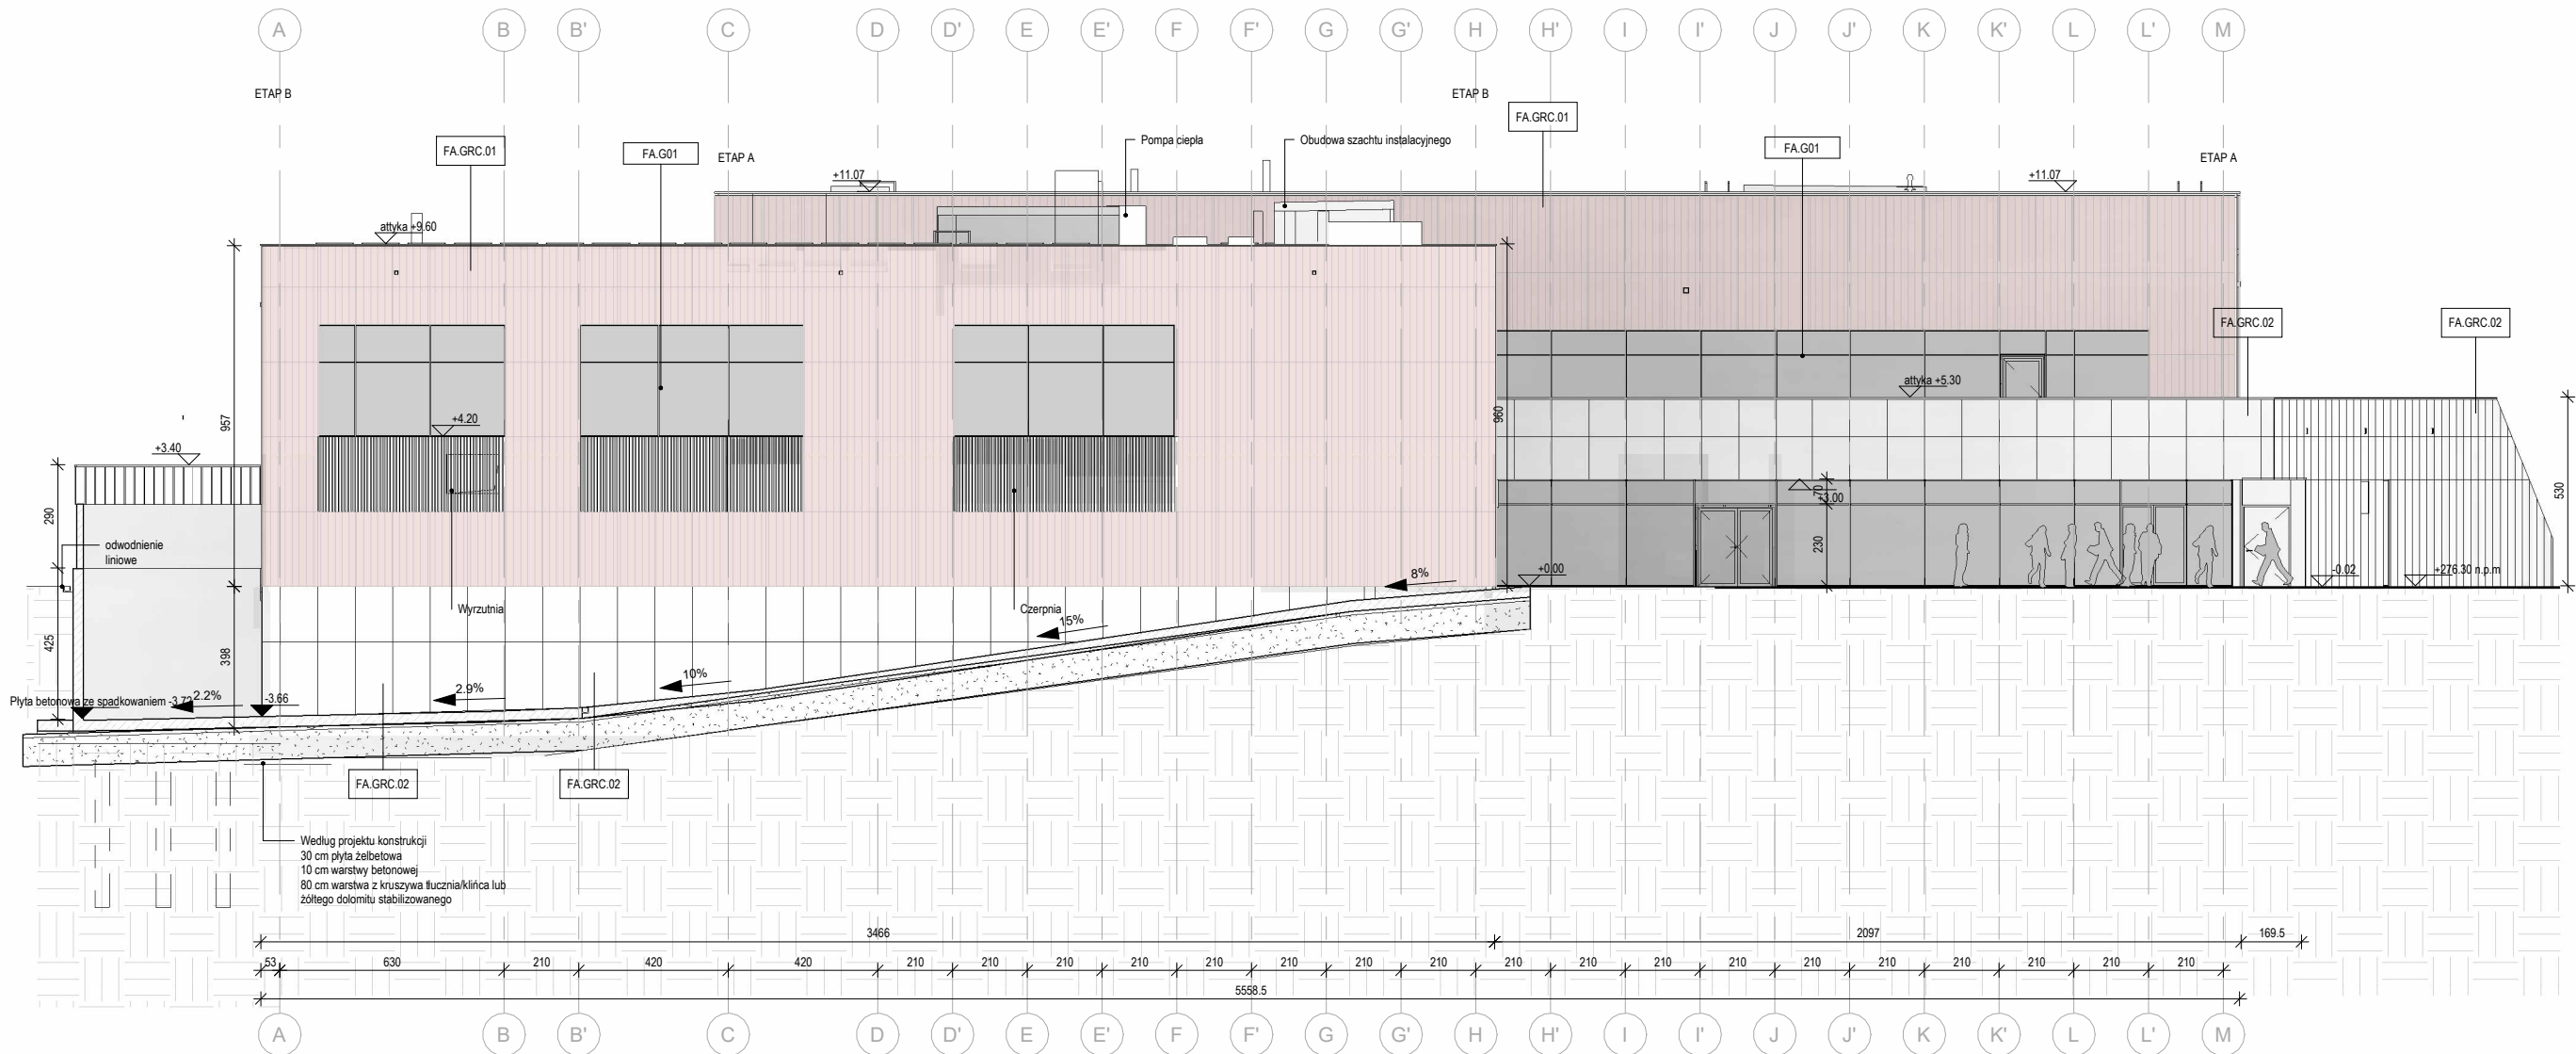 A B B' C D D' E E' F F' G G' H H' I I' J J' K K' L L' M
ETAP B
ETAP B
FA.GRC.01
FA.GRC.01
FA.G01
ETAP A
Pompa ciepła
Obudowa szachtu instalacyjnego
FA.G01
ETAP A
+11.07
+11.07
attyka +9.60
FA.GRC.02
FA.GRC.02
attyka +5.30
957
960
+4.20
+3.40
530
70
+3.00
290
odwodnienie
liniowe
230
+0.00
-0.02
+276.30 n.p.m
8%
Wyrzutnia
Czerpnia
15%
425
398
10%
2.9%
Płyta betonowa ze spadkowaniem -3.72
2.2%
-3.66
FA.GRC.02
FA.GRC.02
Według projektu konstrukcji
30 cm płyta żelbetowa
10 cm warstwy betonowej
80 cm warstwa z kruszywa tłucznia/klińca lub
żółtego dolomitu stabilizowanego
3466 2097 169.5
53 630 210 420 420 210 210 210 210 210 210 210 210 210 210 210 210 210 210 210 210 210 210
5558.5
A B B' C D D' E E' F F' G G' H H' I I' J J' K K' L L' M